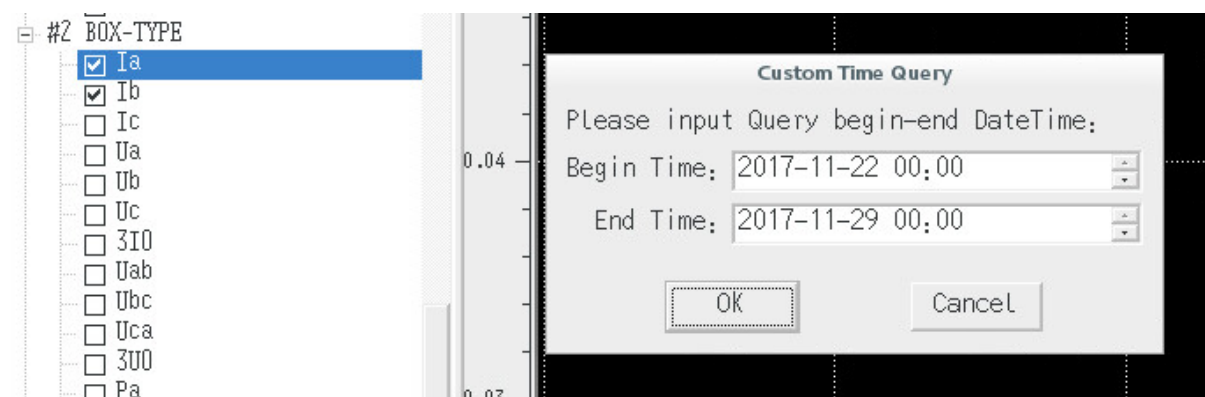 #2 BOX-TYPE
Ia
Ib
Ic
Ua
Ub
Uc
3I0
Uab
Ubc
Uca
3U0
Pa
0.04
Custom Time Query
Please input Query begin-end DateTime:
Begin Time: 2017-11-22 00:00
End Time: 2017-11-29 00:00
OK
Cancel